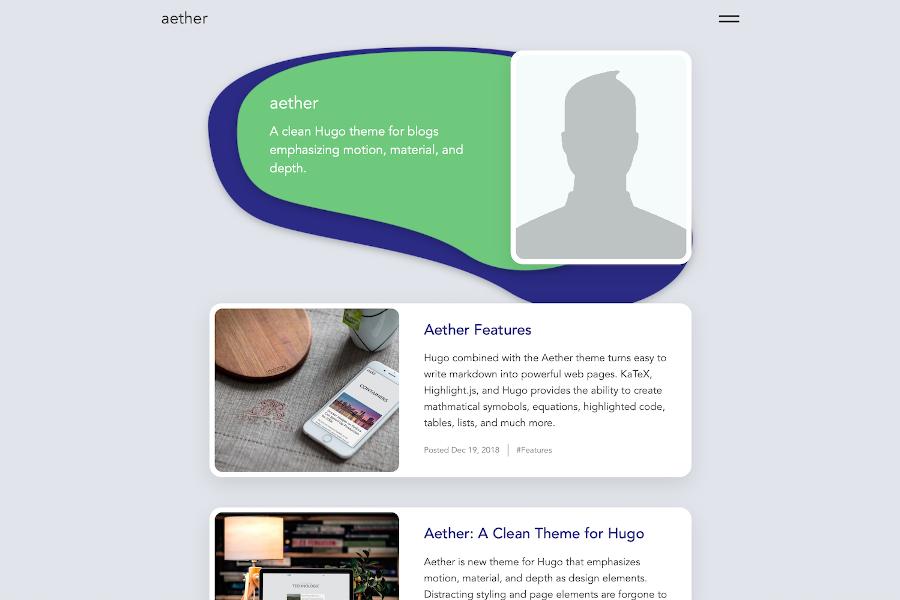 aether
aether
A clean Hugo theme for blogs
emphasizing motion, material, and
depth.
Aether Features
Hugo combined with the Aether theme turns easy to
write markdown into powerful web pages. KaTeX,
Highlight.js, and Hugo provides the ability to create
mathmatical symobols, equations, highlighted code,
tables, lists, and much more.
Posted Dec 19, 2018 #Features
CONTAINERS
Aether: A Clean Theme for Hugo
Aether is new theme for Hugo that emphasizes
motion, material, and depth as design elements.
Distracting styling and page elements are forgone to
TECHNOLOGIE